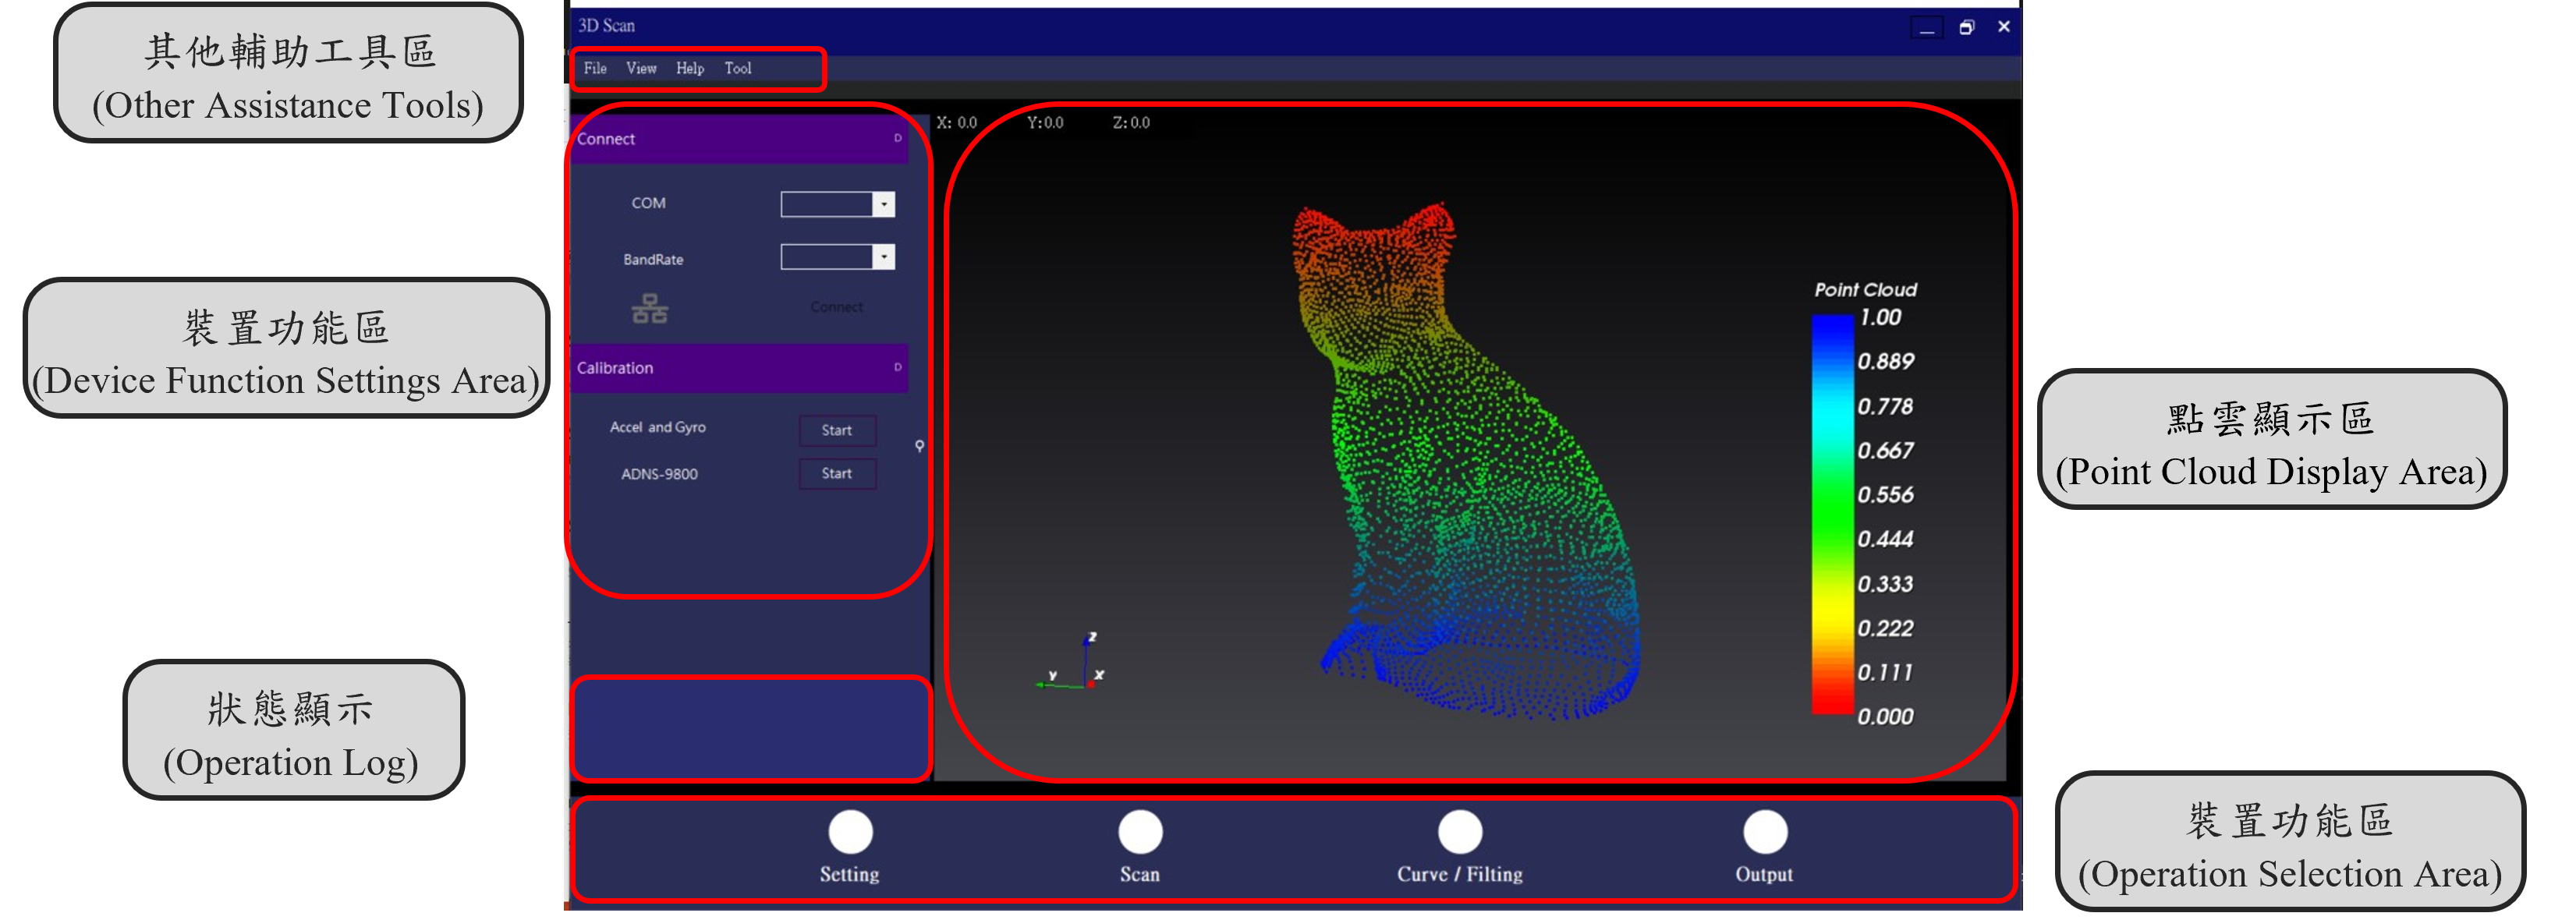 其他輔助工具區
(Other Assistance Tools)
裝置功能區
(Device Function Settings Area)
狀態顯示
(Operation Log)
3D Scan
File View Help Tool
Connect D
COM
BandRate
Connect
Calibration D
Accel and Gyro Start
ADNS-9800 Start
X: 0.0 Y:0.0 Z:0.0
Z
Y X
Point Cloud
1.00
0.889
0.778
0.667
0.556
0.444
0.333
0.222
0.111
0.000
Setting Scan Curve / Filting Output
點雲顯示區
(Point Cloud Display Area)
裝置功能區
(Operation Selection Area)